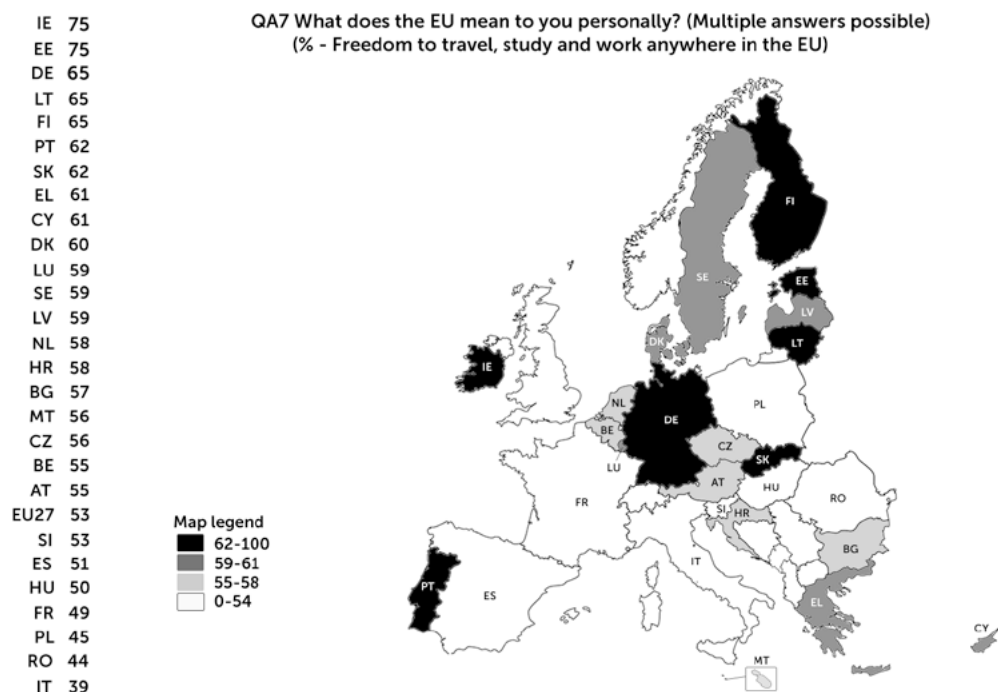 QA7 What does the EU mean to you personally? (Multiple answers possible)
(% - Freedom to travel, study and work anywhere in the EU)
IE 75
EE 75
DE 65
LT 65
FI 65
PT 62
SK 62
EL 61
CY 61
DK 60
LU 59
SE 59
LV 59
NL 58
HR 58
BG 57
MT 56
CZ 56
BE 55
AT 55
EU27 53
SI 53
ES 51
HU 50
FR 49
PL 45
RO 44
IT 39
Map legend
62-100
59-61
55-58
0-54
FI
SE
EE
LV
DK
LT
IE
NL
PL
DE
BE
CZ
LU
SK
AT
HU
RO
FR
SI
HR
BG
IT
PT
ES
EL
CY
MT